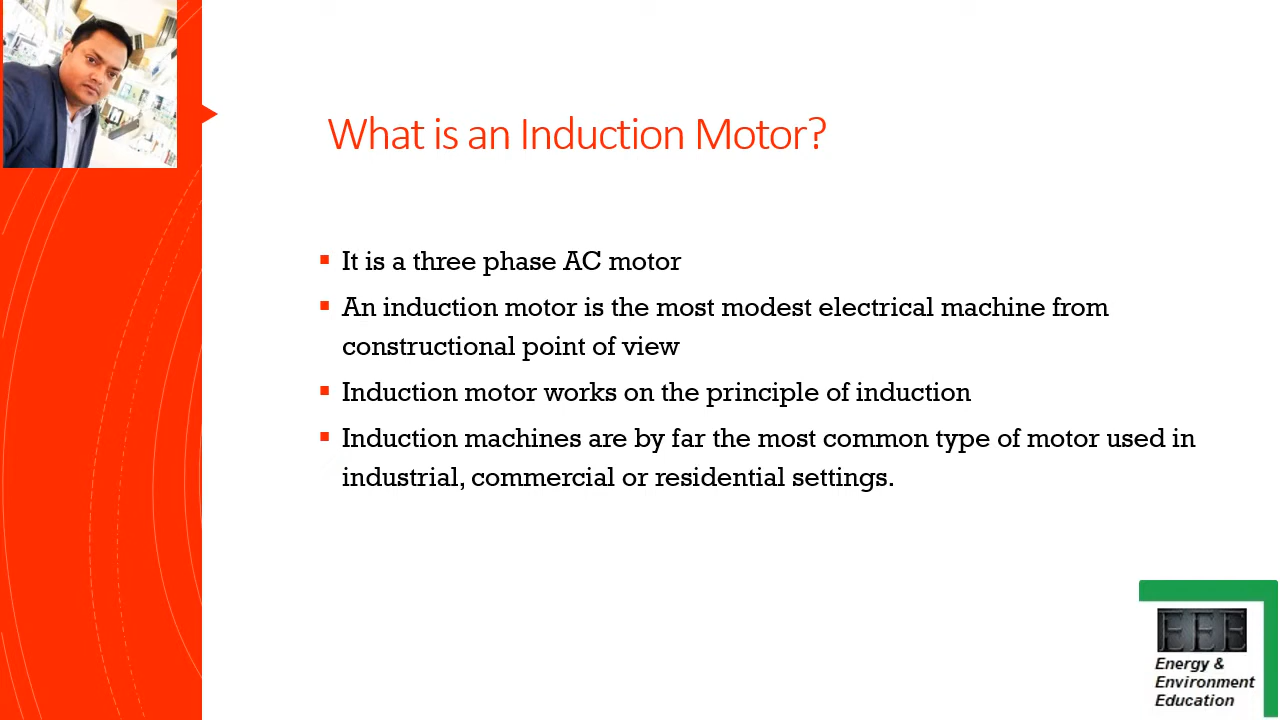 What is an Induction Motor?
It is a three phase AC motor
An induction motor is the most modest electrical machine from
constructional point of view
Induction motor works on the principle of induction
Induction machines are by far the most common type of motor used in
industrial, commercial or residential settings.
EEE
Energy &
Environment
Education